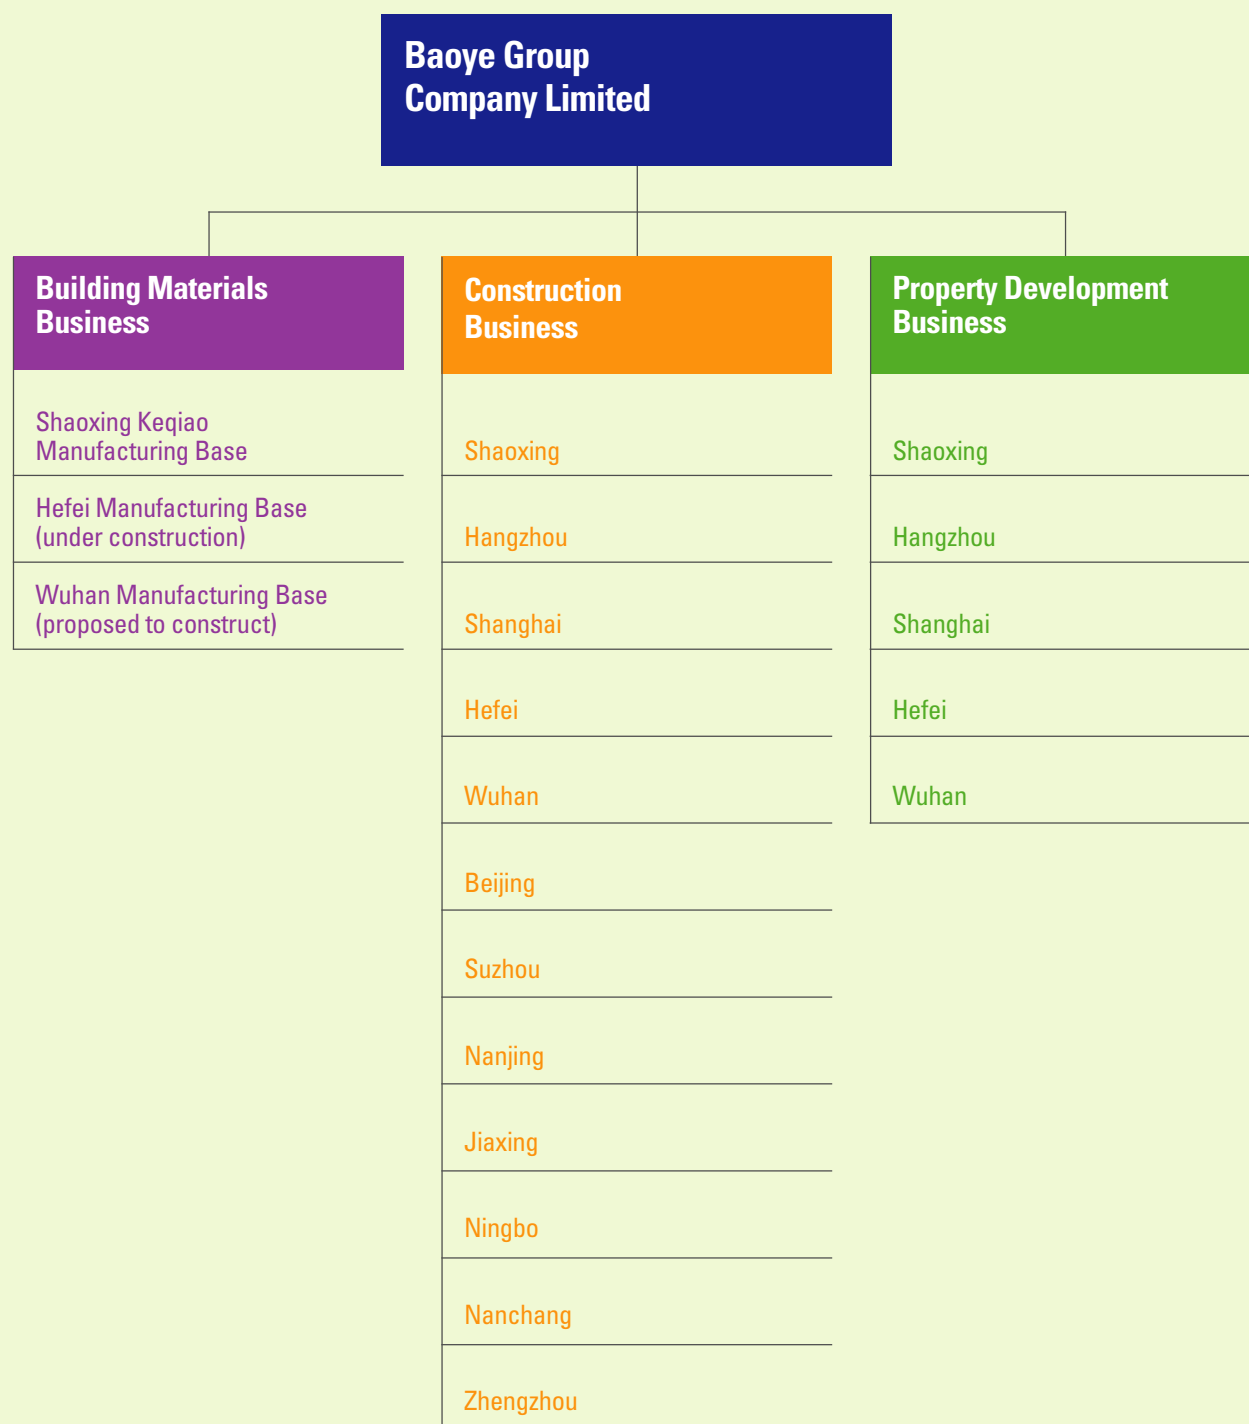 Baoye Group
Company Limited
Building Materials
Business
Shaoxing Keqiao
Manufacturing Base
Hefei Manufacturing Base
(under construction)
Wuhan Manufacturing Base
(proposed to construct)
Construction
Business
Shaoxing
Hangzhou
Shanghai
Hefei
Wuhan
Beijing
Suzhou
Nanjing
Jiaxing
Ningbo
Nanchang
Zhengzhou
Property Development
Business
Shaoxing
Hangzhou
Shanghai
Hefei
Wuhan